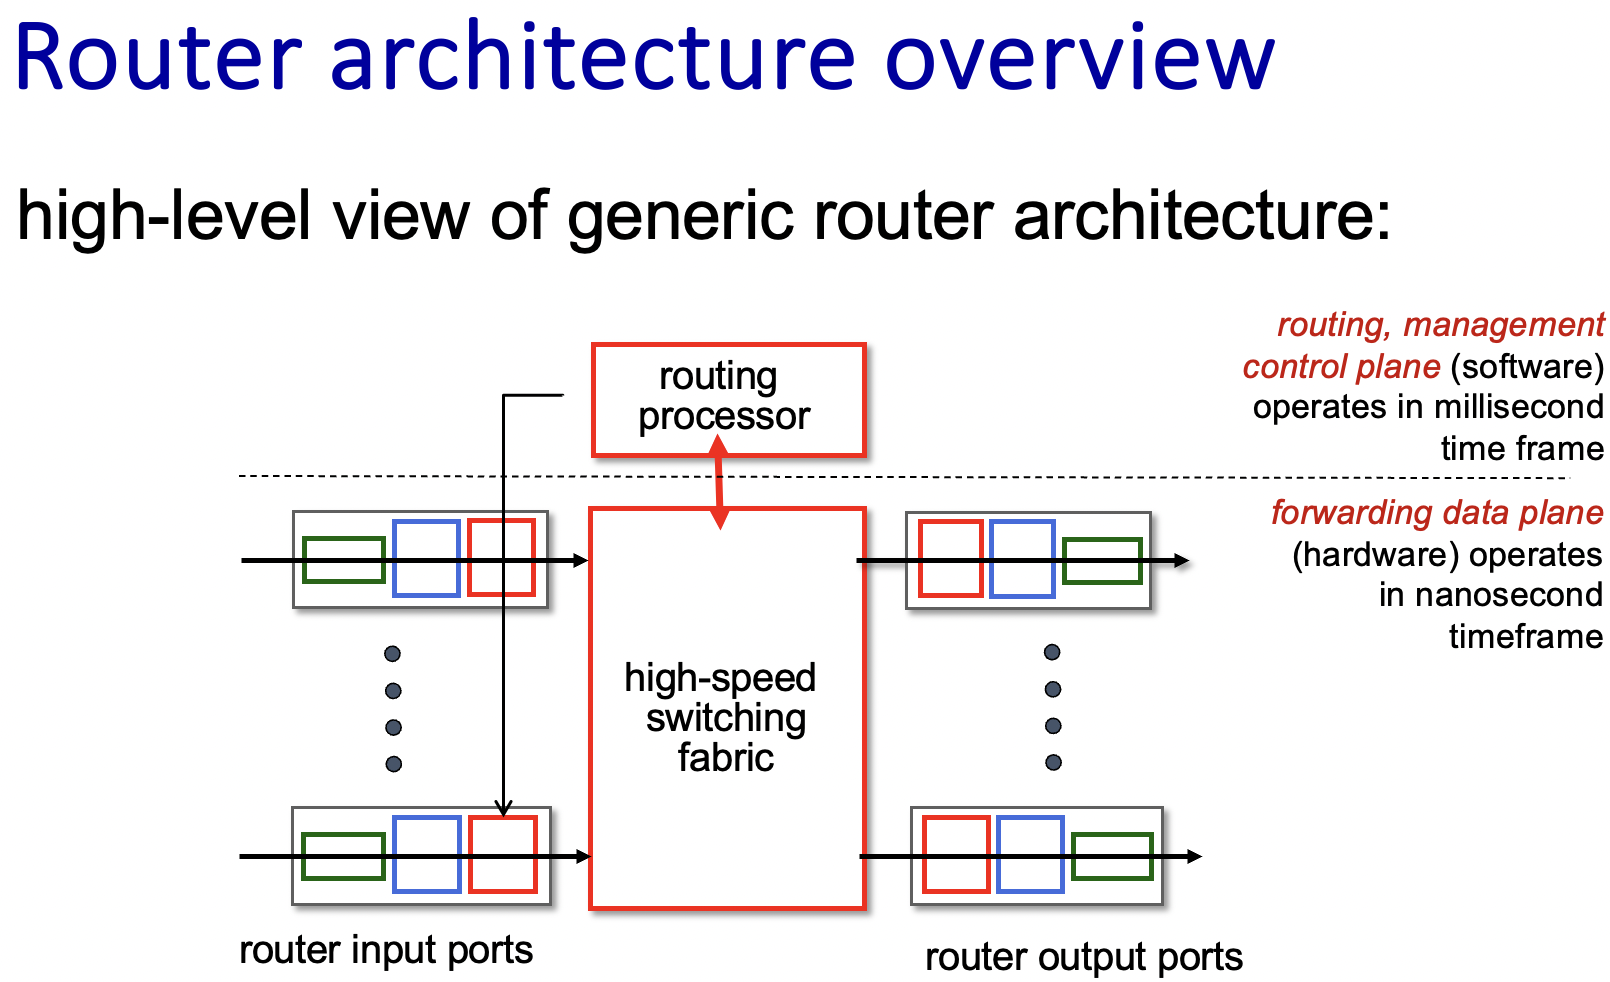 Router architecture overview
high-level view of generic router architecture:
routing, management
control plane (software)
operates in millisecond
time frame
routing
processor
forwarding data plane
(hardware) operates
in nanosecond
timeframe
high-speed
switching
fabric
router input ports
router output ports